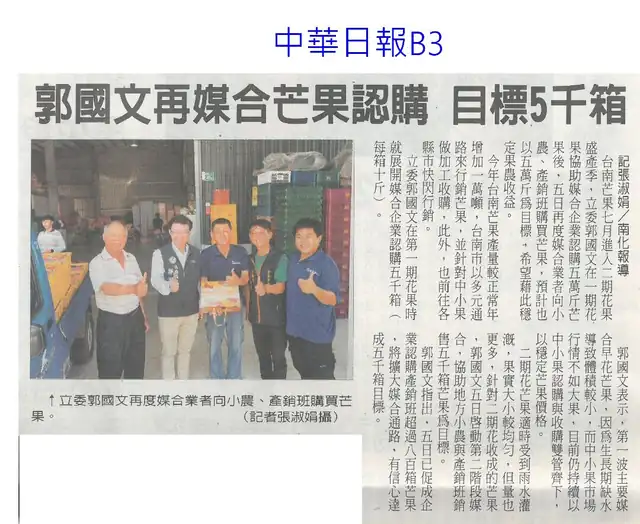 中華日報B3
郭國文再媒合芒果認購 目標5千箱
記張淑娟／南化報導
台南芒果七月進入二期花果
盛產季，立委郭國文在一期花
果協助媒合企業認購五萬斤芒
果後，五日再度媒合業者向小
農、產銷班購買芒果，預計也
以五萬斤為目標，希望藉此穩
定果農收益。
今年台南芒果產量較正常年
增加一萬噸，台南市以多元通
路來行銷芒果，並針對中小果
做加工收購，此外，也前往各
縣市快閃行銷。
立委郭國文在第一期花果時
就展開媒合企業認購五千箱（
每箱十斤）。
郭國文表示，第一波主要媒
合早花芒果，因為生長期缺水
導致體積較小，而中小果市場
行情不如大果，目前仍持續以
中小果認購與收購雙管齊下，
以穩定芒果價格。
二期花芒果適時受到雨水灌
溉，果實大小較均勻，但量也
更多，針對二期花收成的芒果
，郭國文五日啓動第二階段媒
合，協助地方小農與產銷班銷
售五千箱芒果為目標。
郭國文指出，五日已促成企
業認購產銷班超過八百箱芒果
，將擴大媒合通路，有信心達
成五千箱目標。
↑立委郭國文再度媒合業者向小農、產銷班購買芒
果。 （記者張淑娟攝）